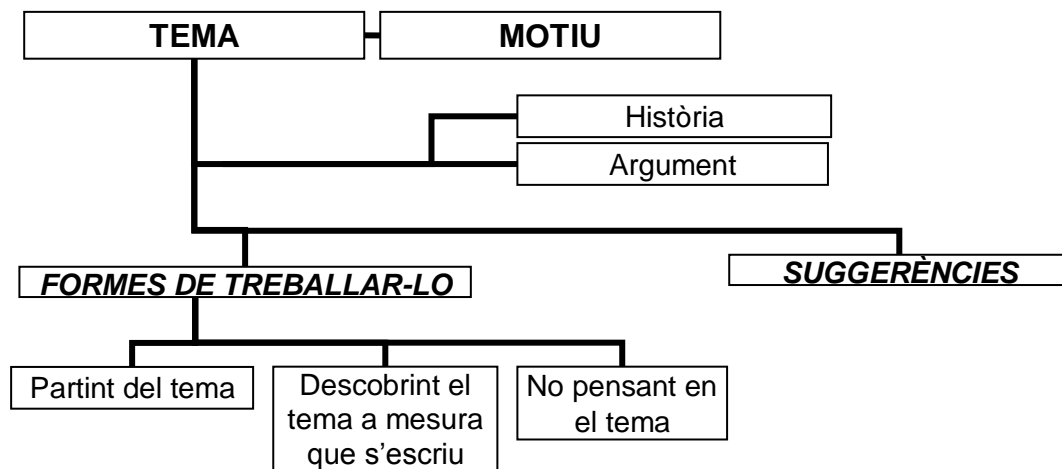 TEMA
MOTIU
Història
Argument
FORMES DE TREBALLAR-LO
SUGGERÈNCIES
Partint del tema
Descobrint el
tema a mesura
que s’escriu
No pensant en
el tema